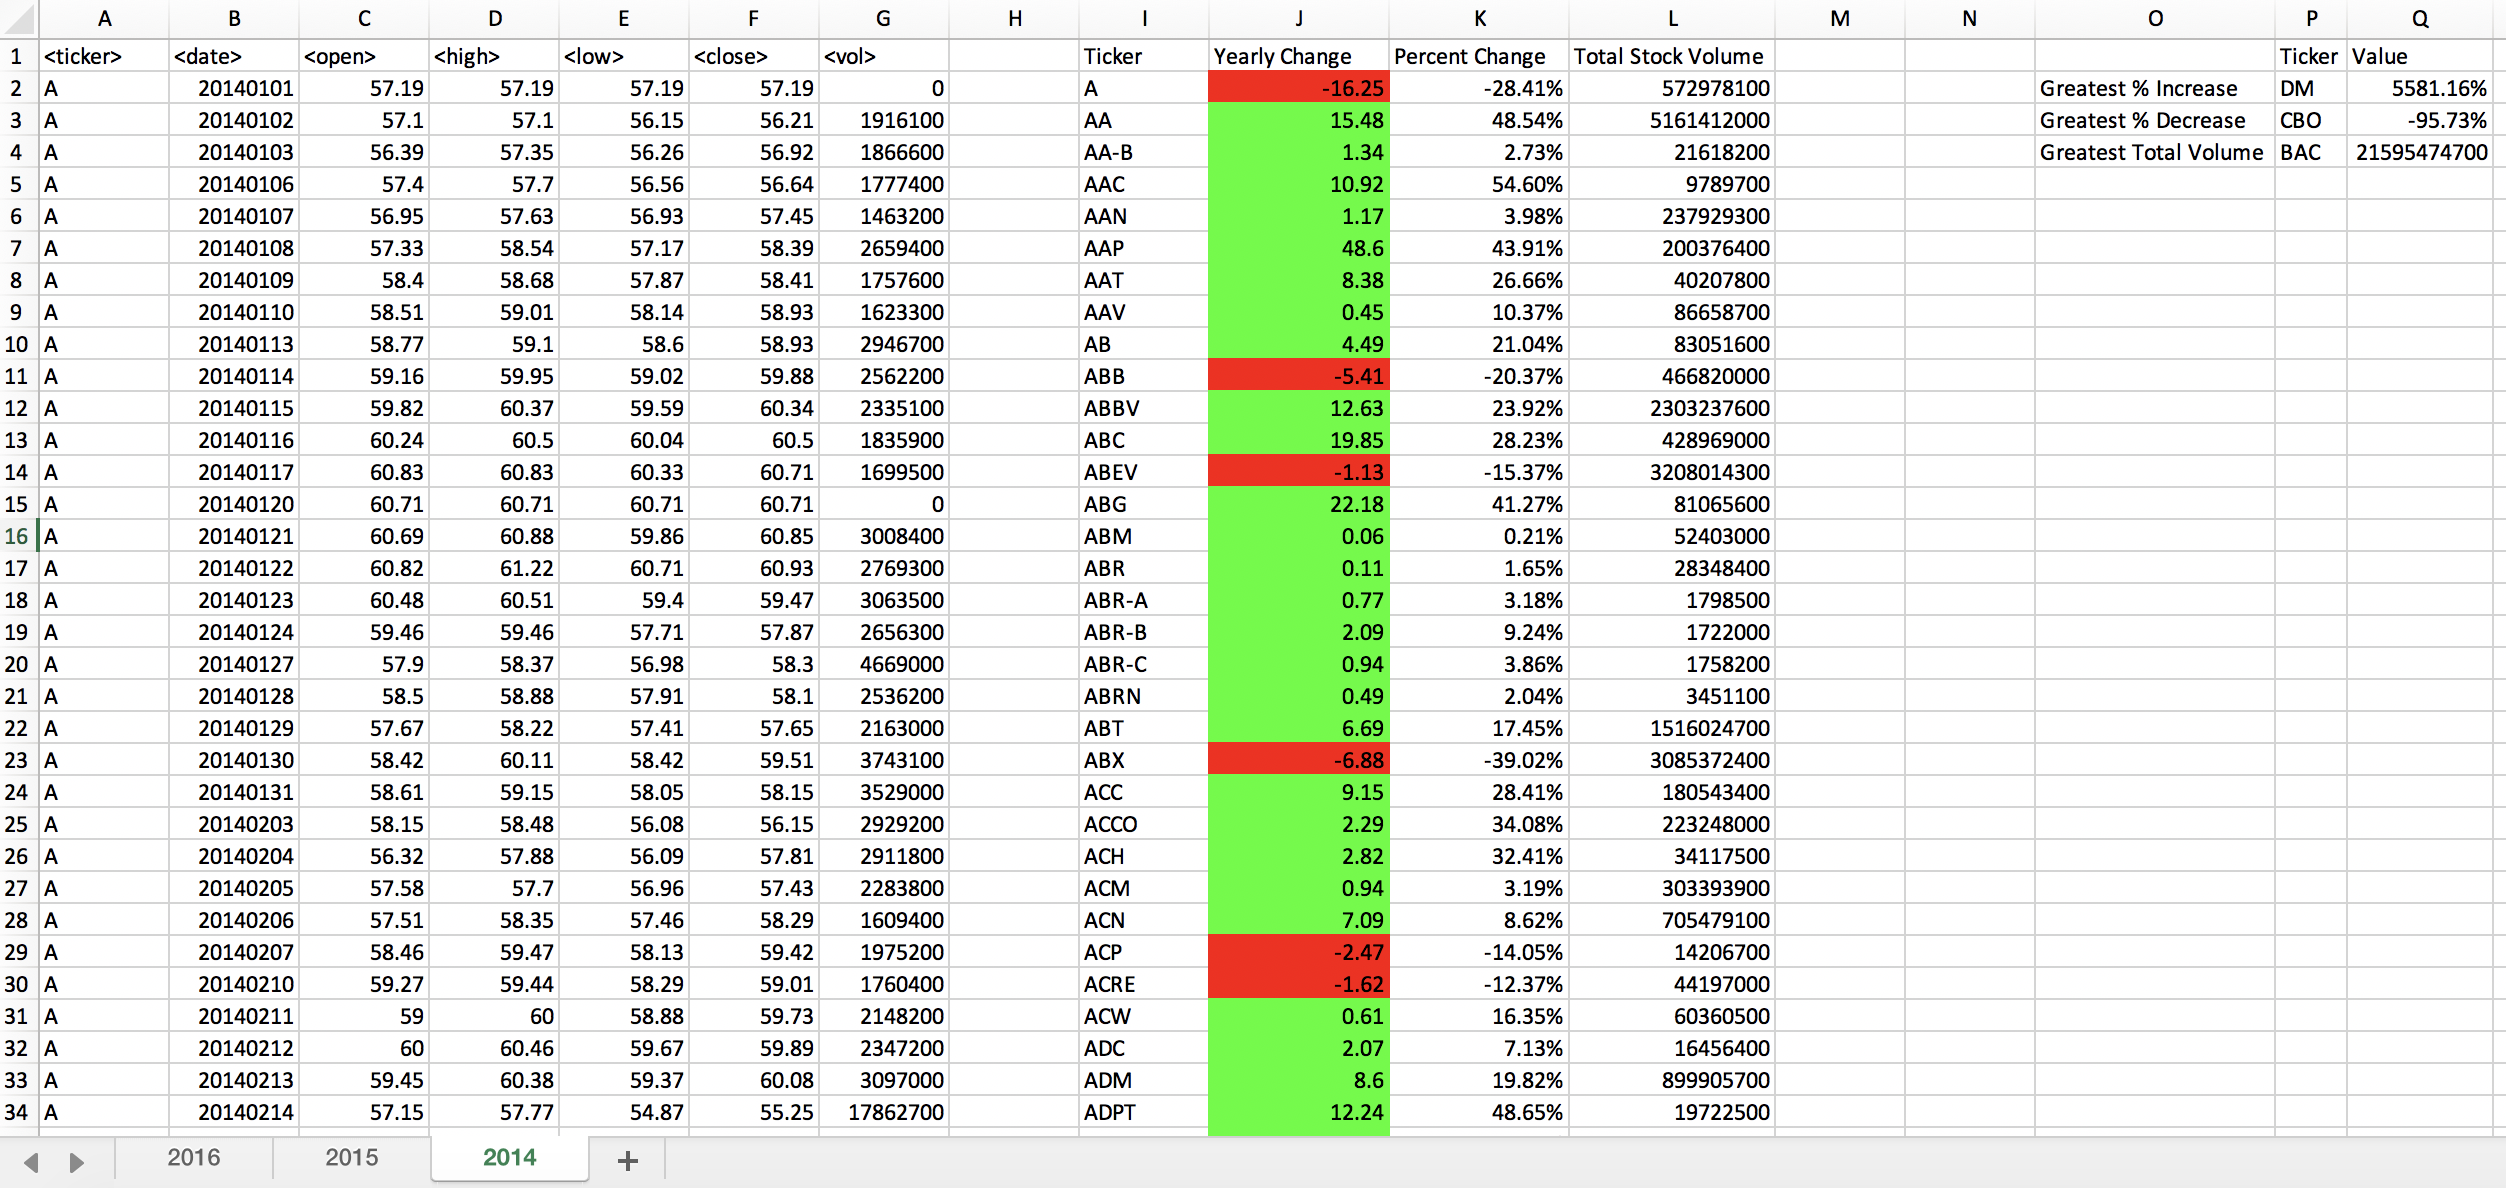 A B C D E F G H I J K L M N O P Q
1 <ticker> <date> <open> <high> <low> <close> <vol> Ticker Yearly Change Percent Change Total Stock Volume Ticker Value
2 A 20140101 57.19 57.19 57.19 57.19 0 A -16.25 -28.41% 572978100 Greatest % Increase DM 5581.16%
3 A 20140102 57.1 57.1 56.15 56.21 1916100 AA 15.48 48.54% 5161412000 Greatest % Decrease CBO -95.73%
4 A 20140103 56.39 57.35 56.26 56.92 1866600 AA-B 1.34 2.73% 21618200 Greatest Total Volume BAC 21595474700
5 A 20140106 57.4 57.7 56.56 56.64 1777400 AAC 10.92 54.60% 9789700
6 A 20140107 56.95 57.63 56.93 57.45 1463200 AAN 1.17 3.98% 237929300
7 A 20140108 57.33 58.54 57.17 58.39 2659400 AAP 48.6 43.91% 200376400
8 A 20140109 58.4 58.68 57.87 58.41 1757600 AAT 8.38 26.66% 40207800
9 A 20140110 58.51 59.01 58.14 58.93 1623300 AAV 0.45 10.37% 86658700
10 A 20140113 58.77 59.1 58.6 58.93 2946700 AB 4.49 21.04% 83051600
11 A 20140114 59.16 59.95 59.02 59.88 2562200 ABB -5.41 -20.37% 466820000
12 A 20140115 59.82 60.37 59.59 60.34 2335100 ABBV 12.63 23.92% 2303237600
13 A 20140116 60.24 60.5 60.04 60.5 1835900 ABC 19.85 28.23% 428969000
14 A 20140117 60.83 60.83 60.33 60.71 1699500 ABEV -1.13 -15.37% 3208014300
15 A 20140120 60.71 60.71 60.71 60.71 0 ABG 22.18 41.27% 81065600
16 A 20140121 60.69 60.88 59.86 60.85 3008400 ABM 0.06 0.21% 52403000
17 A 20140122 60.82 61.22 60.71 60.93 2769300 ABR 0.11 1.65% 28348400
18 A 20140123 60.48 60.51 59.4 59.47 3063500 ABR-A 0.77 3.18% 1798500
19 A 20140124 59.46 59.46 57.71 57.87 2656300 ABR-B 2.09 9.24% 1722000
20 A 20140127 57.9 58.37 56.98 58.3 4669000 ABR-C 0.94 3.86% 1758200
21 A 20140128 58.5 58.88 57.91 58.1 2536200 ABRN 0.49 2.04% 3451100
22 A 20140129 57.67 58.22 57.41 57.65 2163000 ABT 6.69 17.45% 1516024700
23 A 20140130 58.42 60.11 58.42 59.51 3743100 ABX -6.88 -39.02% 3085372400
24 A 20140131 58.61 59.15 58.05 58.15 3529000 ACC 9.15 28.41% 180543400
25 A 20140203 58.15 58.48 56.08 56.15 2929200 ACCO 2.29 34.08% 223248000
26 A 20140204 56.32 57.88 56.09 57.81 2911800 ACH 2.82 32.41% 34117500
27 A 20140205 57.58 57.7 56.96 57.43 2283800 ACM 0.94 3.19% 303393900
28 A 20140206 57.51 58.35 57.46 58.29 1609400 ACN 7.09 8.62% 705479100
29 A 20140207 58.46 59.47 58.13 59.42 1975200 ACP -2.47 -14.05% 14206700
30 A 20140210 59.27 59.44 58.29 59.01 1760400 ACRE -1.62 -12.37% 44197000
31 A 20140211 59 60 58.88 59.73 2148200 ACW 0.61 16.35% 60360500
32 A 20140212 60 60.46 59.67 59.89 2347200 ADC 2.07 7.13% 16456400
33 A 20140213 59.45 60.38 59.37 60.08 3097000 ADM 8.6 19.82% 899905700
34 A 20140214 57.15 57.77 54.87 55.25 17862700 ADPT 12.24 48.65% 19722500
2016 2015 2014 +